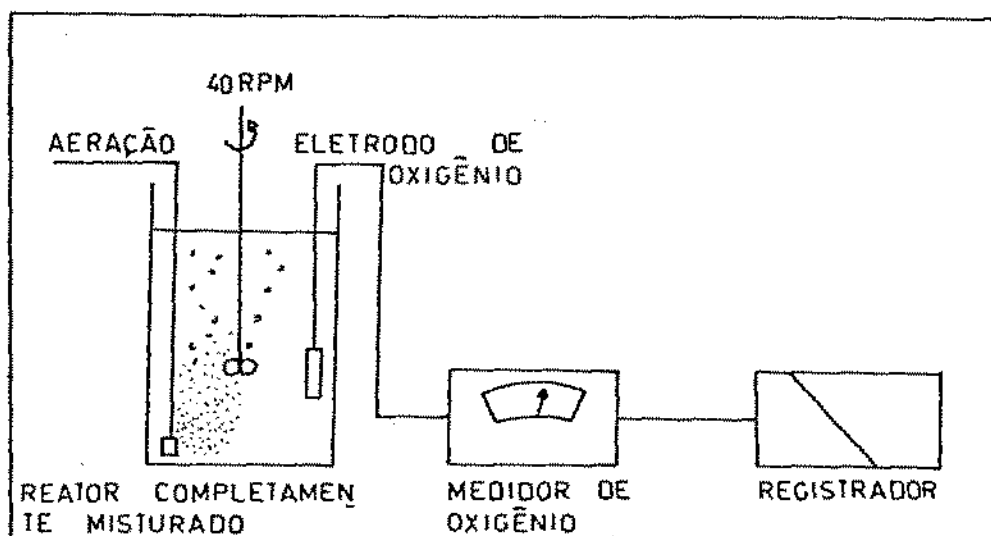 40 RPM
AERAÇÃO
ELETRODO DE
OXIGÊNIO
REATOR COMPLETAMEN
TE MISTURADO
MEDIDOR DE
OXIGÊNIO
REGISTRADOR